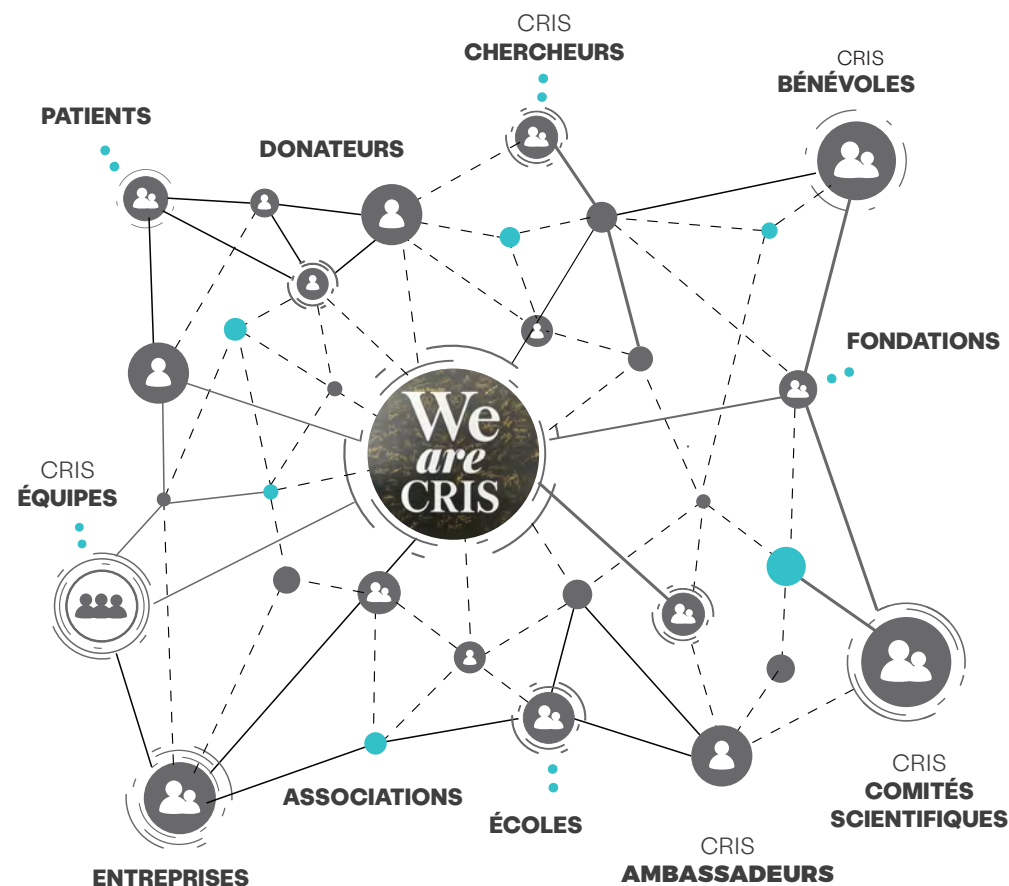 CRIS
CHERCHEURS
CRIS
BÉNÉVOLES
PATIENTS
DONATEURS
FONDATIONS
We
are
CRIS
CRIS
ÉQUIPES
CRIS
COMITÉS
SCIENTIFIQUES
ASSOCIATIONS
ÉCOLES
CRIS
AMBASSADEURS
ENTREPRISES